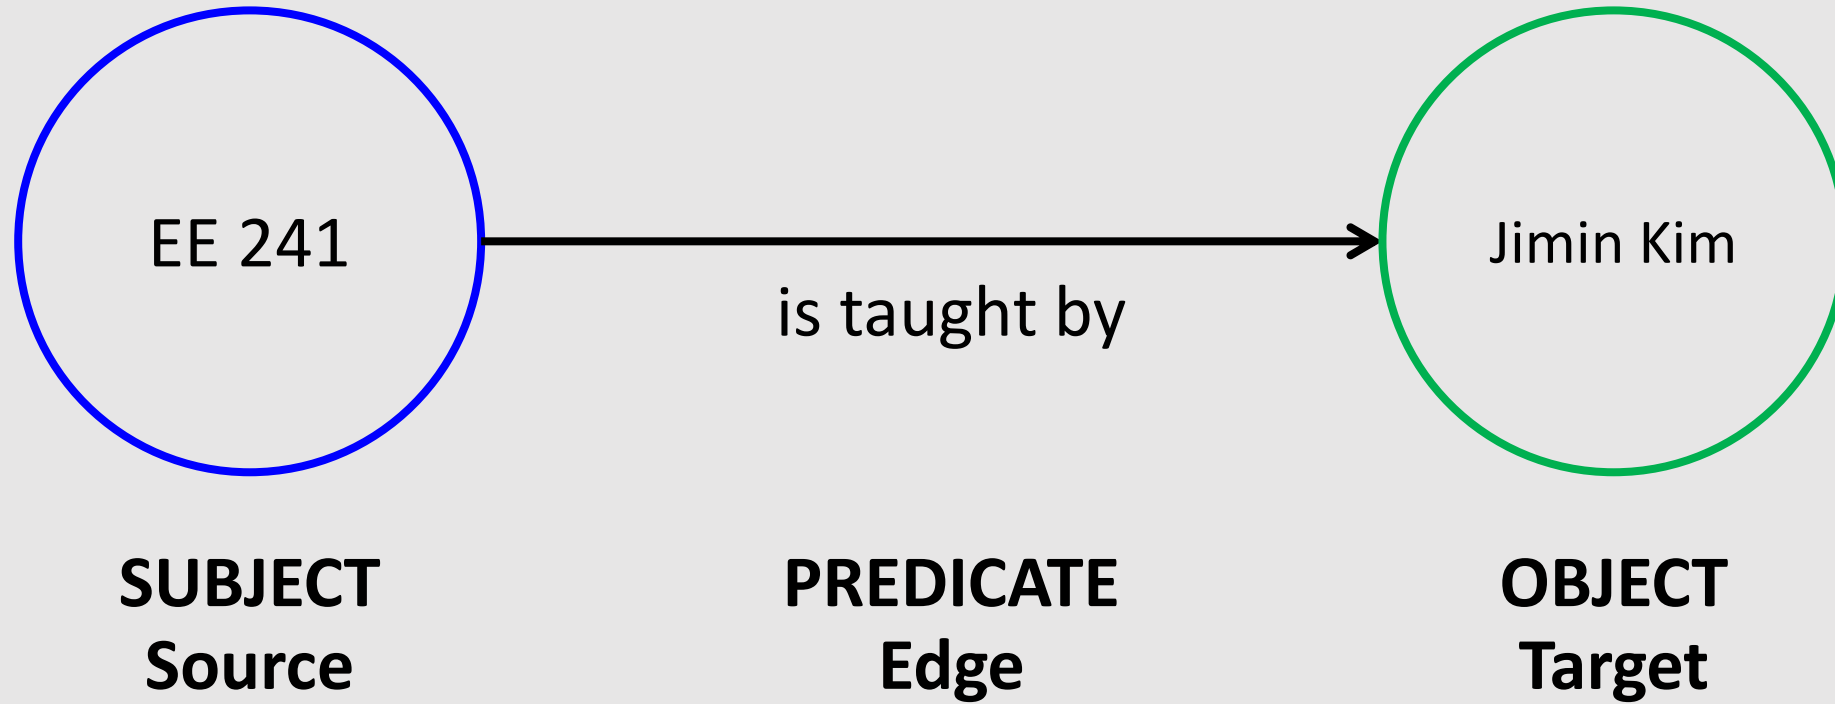 EE 241
is taught by
Jimin Kim
SUBJECT
Source
PREDICATE
Edge
OBJECT
Target